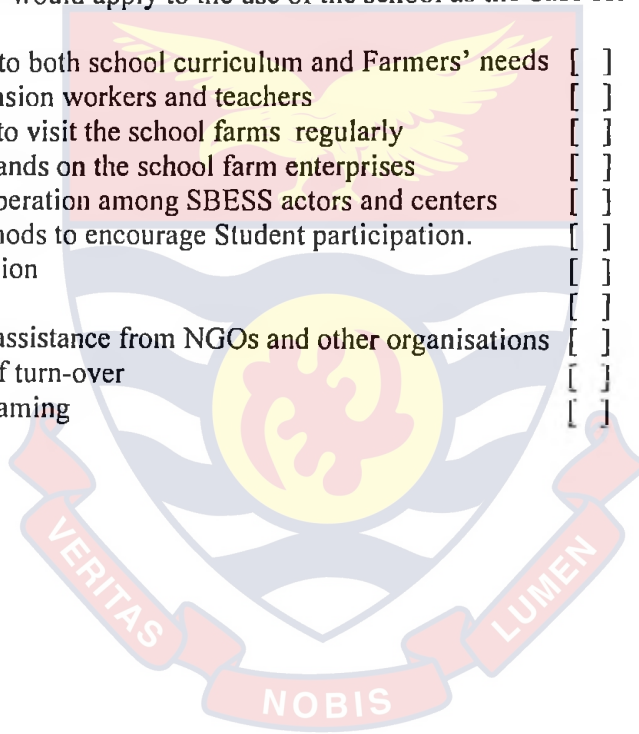 would apply to the use of the school as the
to both school curriculum and Farmers' needs [ ]
nsion workers and teachers [ ]
to visit the school farms regularly [ ]
ands on the school farm enterprises [ ]
peration among SBESS actors and centers [ ]
hods to encourage Student participation. [ ]
ion [ ]
[ ]
assistance from NGOs and other organisations [ ]
f turn-over [ ]
aming [ ]
VERITAS
NOBIS
LUMEN